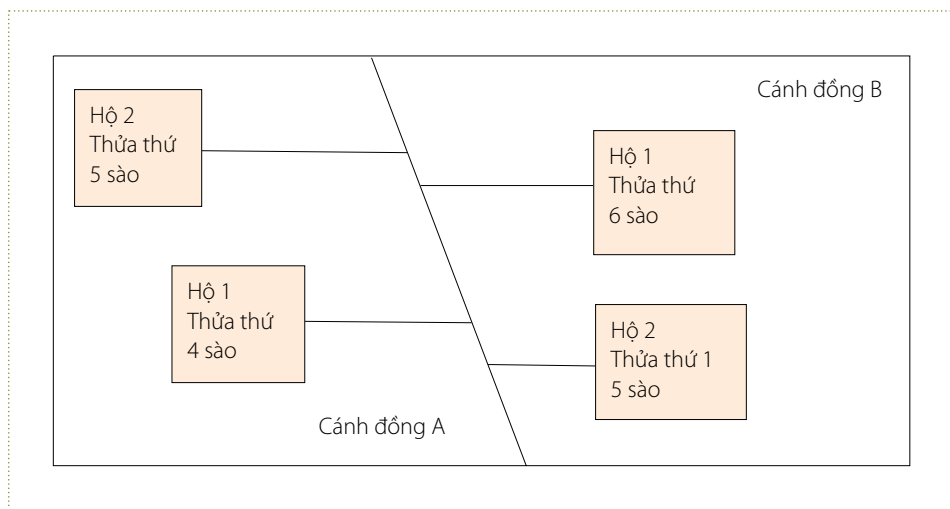 Cánh đồng B
Hộ 2
Thửa thứ
5 sào
Hộ 1
Thửa thứ
6 sào
Hộ 1
Thửa thứ
4 sào
Hộ 2
Thửa thứ 1
5 sào
Cánh đồng A